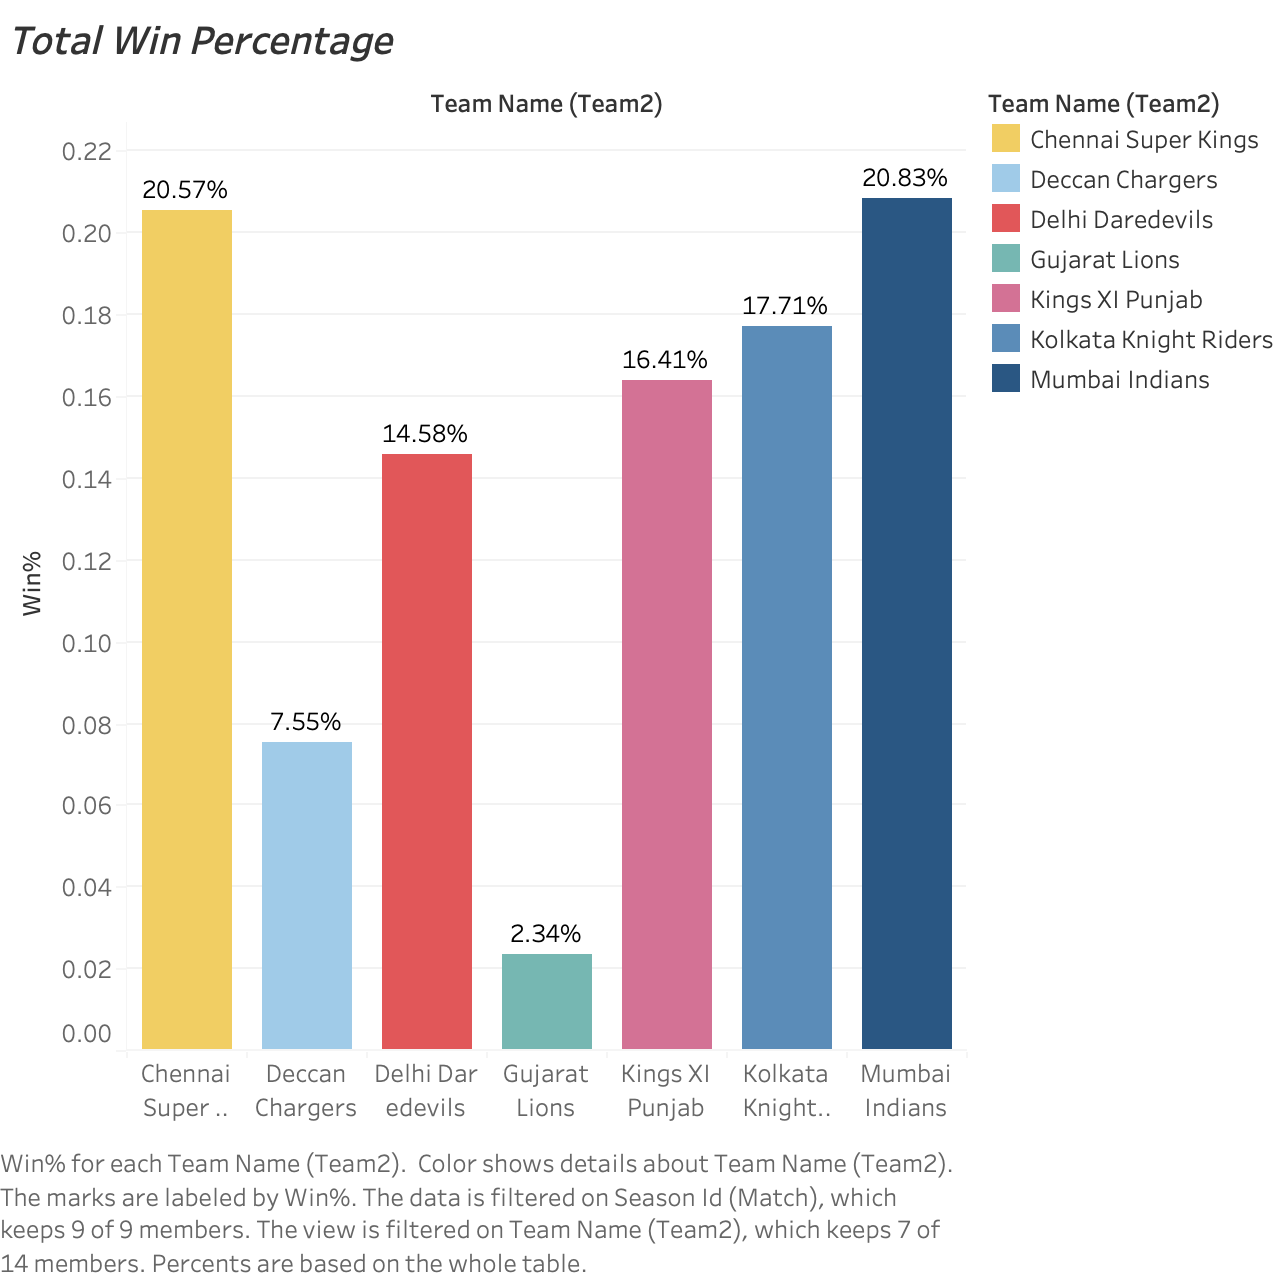 Total Win Percentage
Team Name (Team2)
Team Name (Team2)
Chennai Super Kings
Deccan Chargers
Delhi Daredevils
Gujarat Lions
Kings XI Punjab
Kolkata Knight Riders
Mumbai Indians
Win%
0.22
0.20
0.18
0.16
0.14
0.12
0.10
0.08
0.06
0.04
0.02
0.00
20.57%
7.55%
14.58%
2.34%
16.41%
17.71%
20.83%
Chennai
Super ..
Deccan
Chargers
Delhi Dar
edevils
Gujarat
Lions
Kings XI
Punjab
Kolkata
Knight..
Mumbai
Indians
Win% for each Team Name (Team2).  Color shows details about Team Name (Team2).
The marks are labeled by Win%. The data is filtered on Season Id (Match), which
keeps 9 of 9 members. The view is filtered on Team Name (Team2), which keeps 7 of
14 members. Percents are based on the whole table.